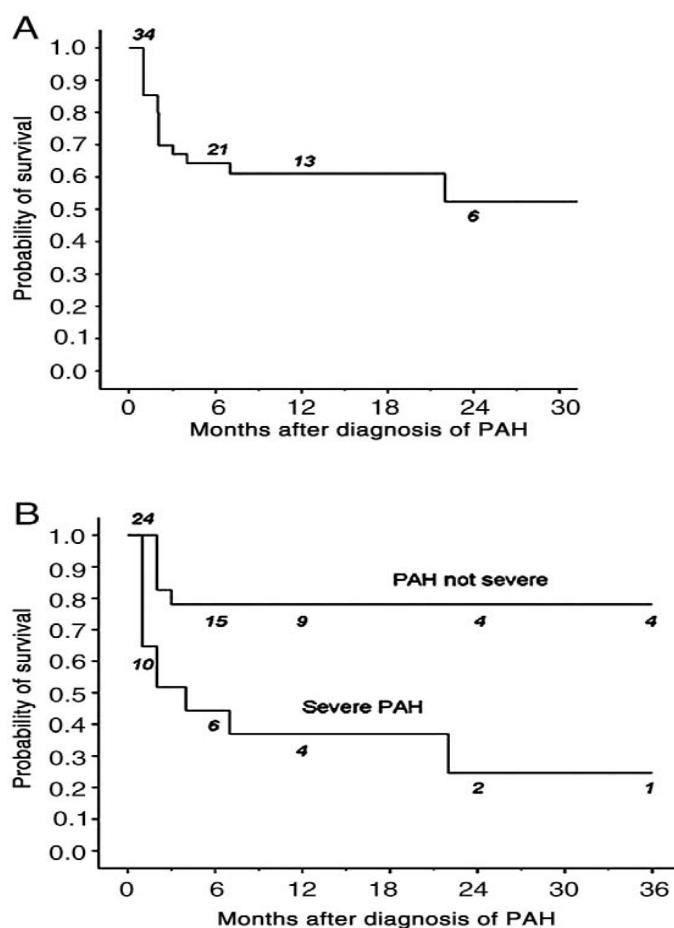 A
34
1.0
0.9
0.8
0.7
21
13
0.6
0.5
6
0.4
0.3
0.2
0.1
0.0
Probability of survival
0 6 12 18 24 30
Months after diagnosis of PAH
B
24
1.0
0.9
PAH not severe
0.8
15 9 4 4
0.7
10
0.6
0.5
Severe PAH
0.4
6
4
0.3
0.2
2 1
0.1
0.0
Probability of survival
0 6 12 18 24 30 36
Months after diagnosis of PAH